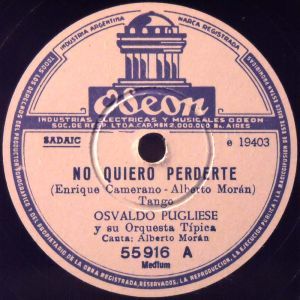 INDUSTRIA ARGENTINA
MARCA REGISTRADA
Odeon
INDUSTRIAS ELECTRICAS Y MUSICALES ODEON
SOC. DE RESP. LTDA. CAP. M$N 2.000.000 Bs. AIRES
SADAIC
e 19403
NO QUIERO PERDERTE
(Enrique Camerano - Alberto Morán)
Tango
OSVALDO PUGLIESE
y su Orquesta Típica
Canta: Alberto Morán
55916 A
Medium